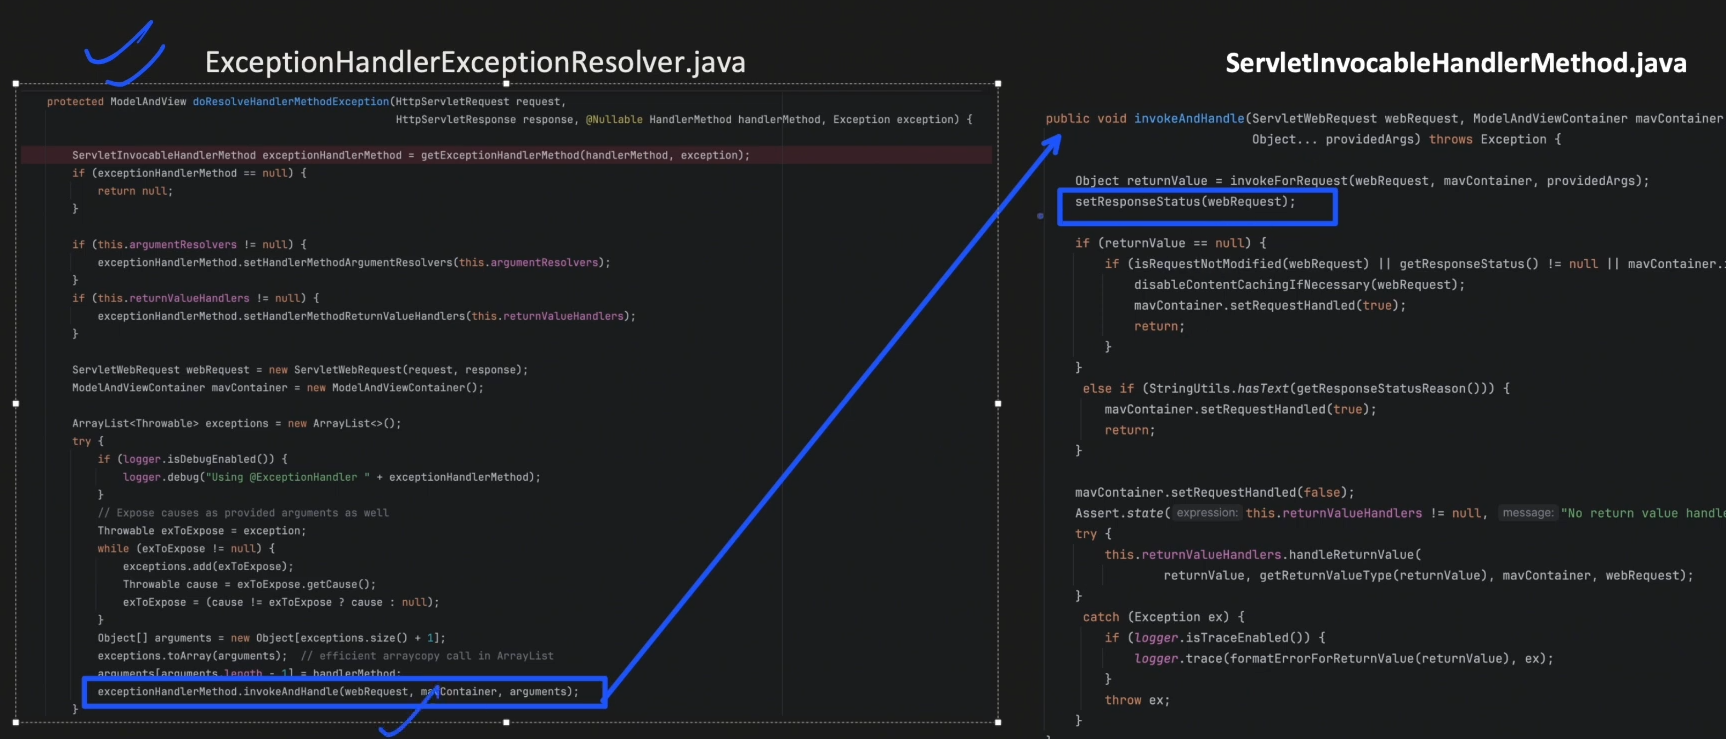 ExceptionHandlerExceptionResolver.java
protected ModelAndView doResolveHandlerMethodException(HttpServletRequest request,
HttpServletResponse response, @Nullable HandlerMethod handlerMethod, Exception exception) {
ServletInvocableHandlerMethod exceptionHandlerMethod = getExceptionHandlerMethod(handlerMethod, exception);
if (exceptionHandlerMethod == null) {
return null;
}
if (this.argumentResolvers != null) {
exceptionHandlerMethod.setHandlerMethodArgumentResolvers(this.argumentResolvers);
}
if (this.returnValueHandlers != null) {
exceptionHandlerMethod.setHandlerMethodReturnValueHandlers(this.returnValueHandlers);
}
ServletWebRequest webRequest = new ServletWebRequest(request, response);
ModelAndViewContainer mavContainer = new ModelAndViewContainer();
ArrayList<Throwable> exceptions = new ArrayList<>();
try {
if (logger.isDebugEnabled()) {
logger.debug("Using @ExceptionHandler " + exceptionHandlerMethod);
}
// Expose causes as provided arguments as well
Throwable exToExpose = exception;
while (exToExpose != null) {
exceptions.add(exToExpose);
Throwable cause = exToExpose.getCause();
exToExpose = (cause != exToExpose ? cause : null);
}
Object[] arguments = new Object[exceptions.size() + 1];
exceptions.toArray(arguments);  // efficient arraycopy call in ArrayList
arguments[arguments.length - 1] = handlerMethod;
exceptionHandlerMethod.invokeAndHandle(webRequest, mavContainer, arguments);
}
ServletInvocableHandlerMethod.java
public void invokeAndHandle(ServletWebRequest webRequest, ModelAndViewContainer mavContainer
Object... providedArgs) throws Exception {
Object returnValue = invokeForRequest(webRequest, mavContainer, providedArgs);
setResponseStatus(webRequest);
if (returnValue == null) {
if (isRequestNotModified(webRequest) || getResponseStatus() != null || mavContainer.
disableContentCachingIfNecessary(webRequest);
mavContainer.setRequestHandled(true);
return;
}
}
else if (StringUtils.hasText(getResponseStatusReason())) {
mavContainer.setRequestHandled(true);
return;
}
mavContainer.setRequestHandled(false);
Assert.state( expression: this.returnValueHandlers != null,  message: "No return value handle
try {
this.returnValueHandlers.handleReturnValue(
returnValue, getReturnValueType(returnValue), mavContainer, webRequest);
}
catch (Exception ex) {
if (logger.isTraceEnabled()) {
logger.trace(formatErrorForReturnValue(returnValue), ex);
}
throw ex;
}